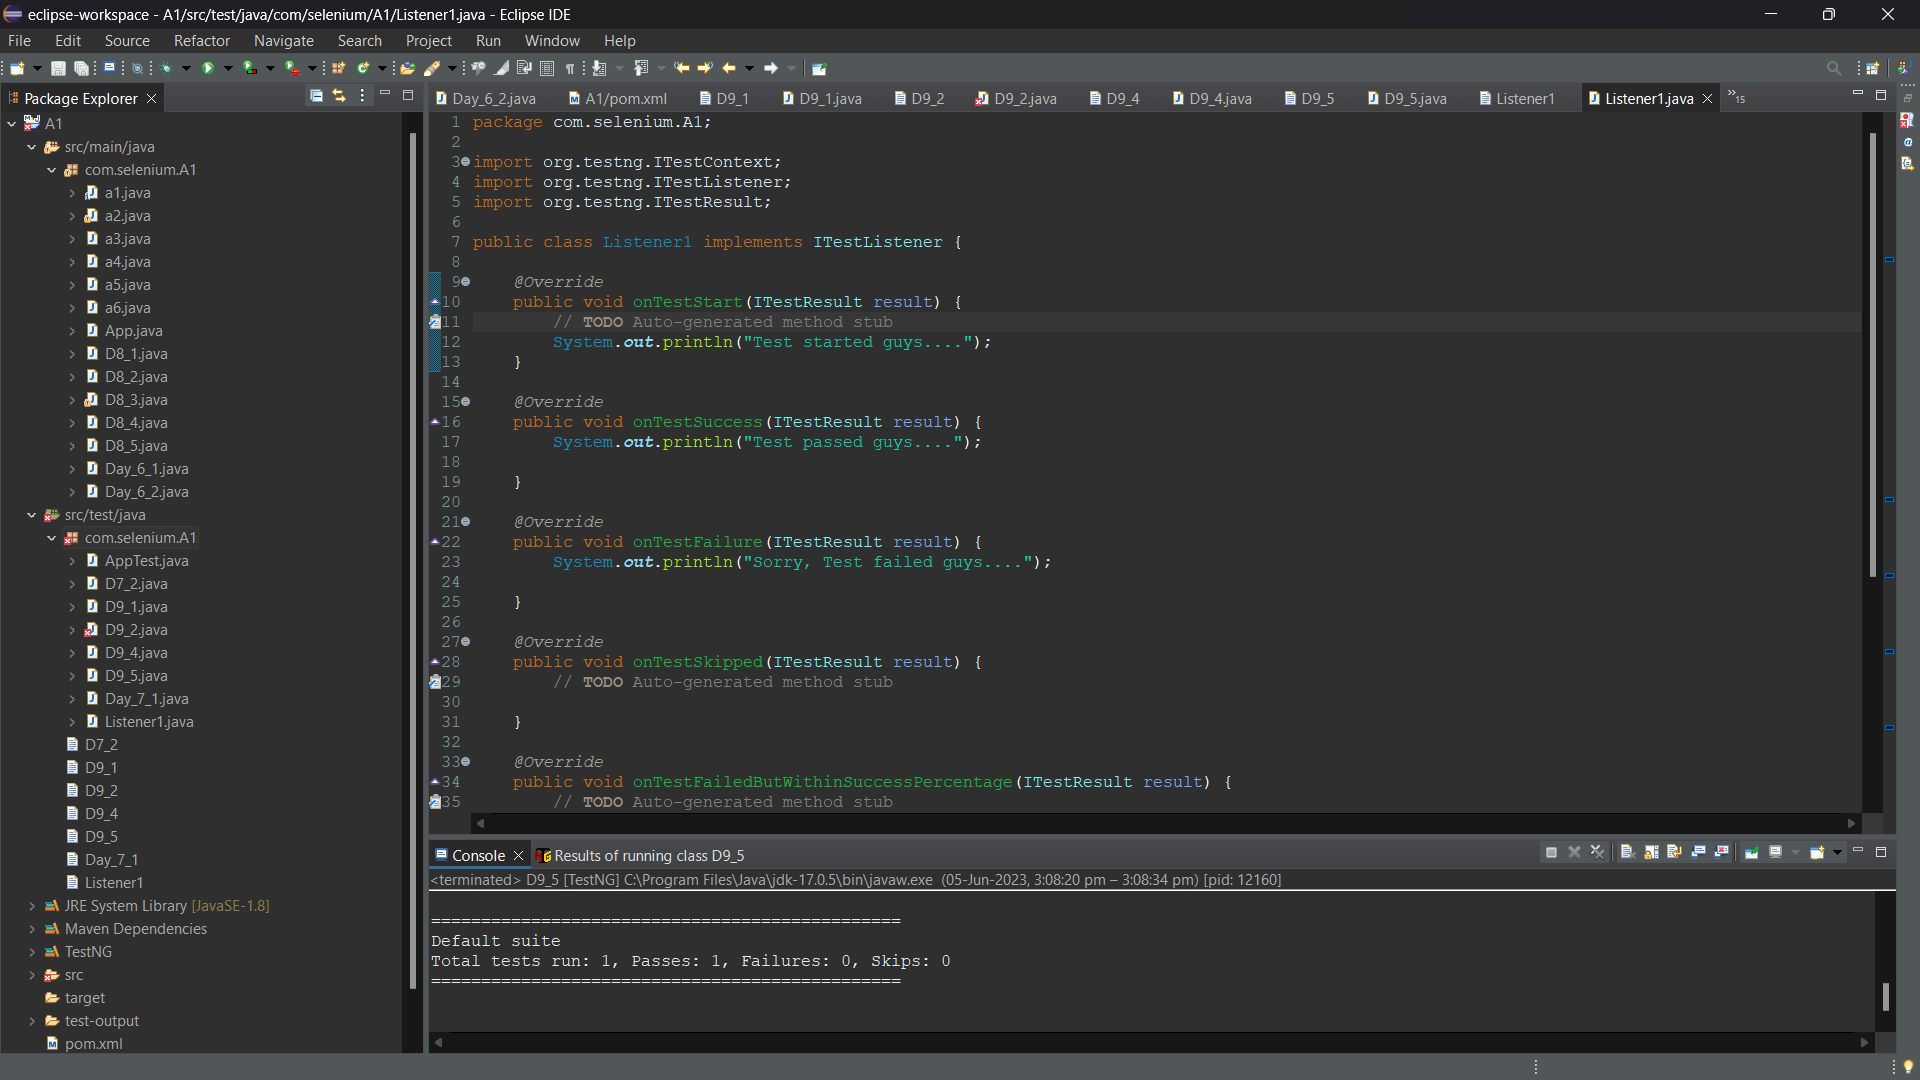 eclipse-workspace - A1/src/test/java/com/selenium/A1/Listener1.java - Eclipse IDE
File Edit Source Refactor Navigate Search Project Run Window Help
Package Explorer
A1
src/main/java
com.selenium.A1
a1.java
a2.java
a3.java
a4.java
a5.java
a6.java
App.java
D8_1.java
D8_2.java
D8_3.java
D8_4.java
D8_5.java
Day_6_1.java
Day_6_2.java
src/test/java
com.selenium.A1
AppTest.java
D7_2.java
D9_1.java
D9_2.java
D9_4.java
D9_5.java
Day_7_1.java
Listener1.java
D7_2
D9_1
D9_2
D9_4
D9_5
Day_7_1
Listener1
JRE System Library [JavaSE-1.8]
Maven Dependencies
TestNG
src
target
test-output
pom.xml
Day_6_2.java A1/pom.xml D9_1 D9_1.java D9_2 D9_2.java D9_4 D9_4.java D9_5 D9_5.java Listener1 Listener1.java »15
1 package com.selenium.A1;
2
3 import org.testng.ITestContext;
4 import org.testng.ITestListener;
5 import org.testng.ITestResult;
6
7 public class Listener1 implements ITestListener {
8
9 @Override
10 public void onTestStart(ITestResult result) {
11 // TODO Auto-generated method stub
12 System.out.println("Test started guys....");
13 }
14
15 @Override
16 public void onTestSuccess(ITestResult result) {
17 System.out.println("Test passed guys....");
18
19 }
20
21 @Override
22 public void onTestFailure(ITestResult result) {
23 System.out.println("Sorry, Test failed guys....");
24
25 }
26
27 @Override
28 public void onTestSkipped(ITestResult result) {
29 // TODO Auto-generated method stub
30
31 }
32
33 @Override
34 public void onTestFailedButWithinSuccessPercentage(ITestResult result) {
35 // TODO Auto-generated method stub
Console Results of running class D9_5
<terminated> D9_5 [TestNG] C:\Program Files\Java\jdk-17.0.5\bin\javaw.exe (05-Jun-2023, 3:08:20 pm – 3:08:34 pm) [pid: 12160]
===============================================
Default suite
Total tests run: 1, Passes: 1, Failures: 0, Skips: 0
===============================================